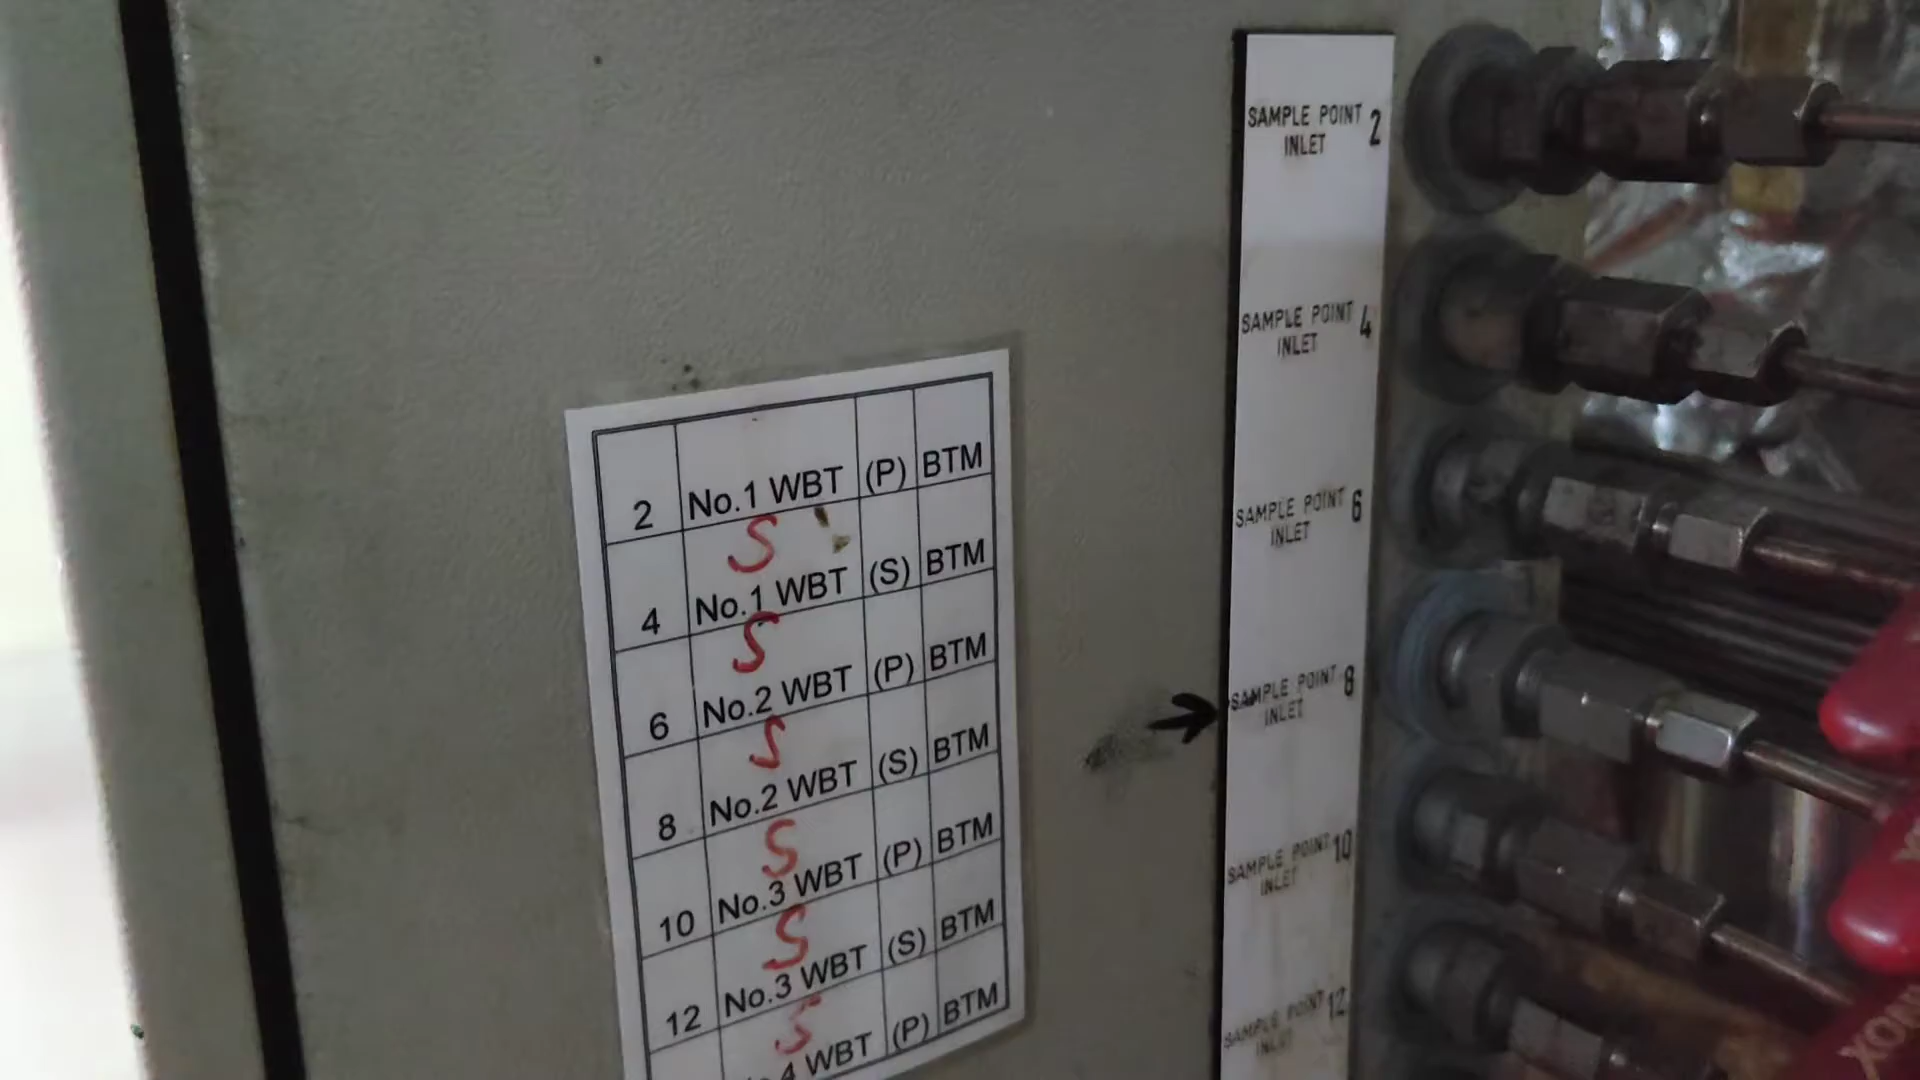 2 No.1 WBT (P) BTM
S
4 No.1 WBT (S) BTM
S
6 No.2 WBT (P) BTM
S
8 No.2 WBT (S) BTM
S
10 No.3 WBT (P) BTM
S
12 No.3 WBT (S) BTM
S
4 WBT (P) BTM
SAMPLE POINT 2
INLET
SAMPLE POINT 4
INLET
SAMPLE POINT 6
INLET
SAMPLE POINT 8
INLET
SAMPLE POINT 10
INLET
SAMPLE POINT 12
INLET